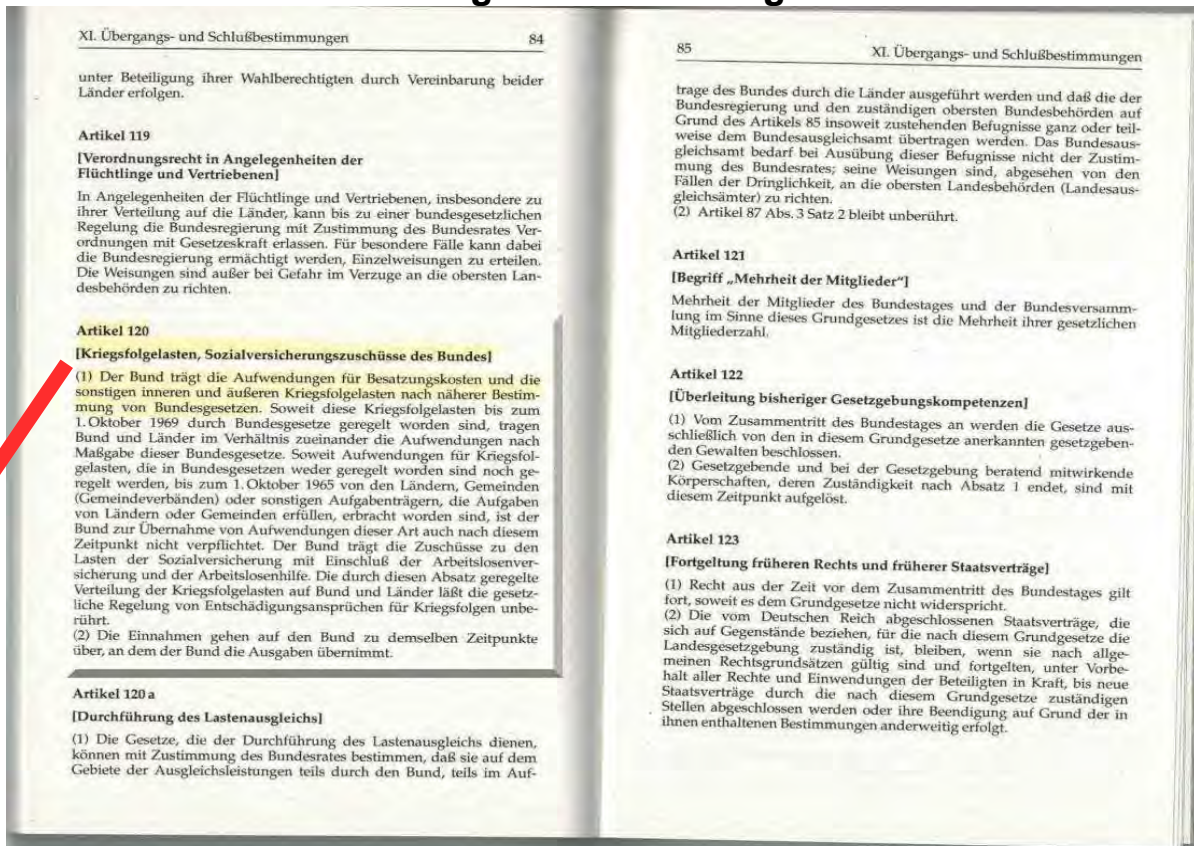 XI. Übergangs- und Schlußbestimmungen 84
unter Beteiligung ihrer Wahlberechtigten durch Vereinbarung beider
Länder erfolgen.
Artikel 119
[Verordnungsrecht in Angelegenheiten der
Flüchtlinge und Vertriebenen]
In Angelegenheiten der Flüchtlinge und Vertriebenen, insbesondere zu
ihrer Verteilung auf die Länder, kann bis zu einer bundesgesetzlichen
Regelung die Bundesregierung mit Zustimmung des Bundesrates Ver-
ordnungen mit Gesetzeskraft erlassen. Für besondere Fälle kann dabei
die Bundesregierung ermächtigt werden, Einzelweisungen zu erteilen.
Die Weisungen sind außer bei Gefahr im Verzuge an die obersten Lan-
desbehörden zu richten.
Artikel 120
[Kriegsfolgelasten, Sozialversicherungszuschüsse des Bundes]
(1) Der Bund trägt die Aufwendungen für Besatzungskosten und die
sonstigen inneren und äußeren Kriegsfolgelasten nach näherer Bestim-
mung von Bundesgesetzen. Soweit diese Kriegsfolgelasten bis zum
1. Oktober 1969 durch Bundesgesetze geregelt worden sind, tragen
Bund und Länder im Verhältnis zueinander die Aufwendungen nach
Maßgabe dieser Bundesgesetze. Soweit Aufwendungen für Kriegsfol-
gelasten, die in Bundesgesetzen weder geregelt worden sind noch ge-
regelt werden, bis zum 1. Oktober 1965 von den Ländern, Gemeinden
(Gemeindeverbänden) oder sonstigen Aufgabenträgern, die Aufgaben
von Ländern oder Gemeinden erfüllen, erbracht worden sind, ist der
Bund zur Übernahme von Aufwendungen dieser Art auch nach diesem
Zeitpunkt nicht verpflichtet. Der Bund trägt die Zuschüsse zu den
Lasten der Sozialversicherung mit Einschluß der Arbeitslosenver-
sicherung und der Arbeitslosenhilfe. Die durch diesen Absatz geregelte
Verteilung der Kriegsfolgelasten auf Bund und Länder läßt die gesetz-
liche Regelung von Entschädigungsansprüchen für Kriegsfolgen unbe-
rührt.
(2) Die Einnahmen gehen auf den Bund zu demselben Zeitpunkte
über, an dem der Bund die Ausgaben übernimmt.
Artikel 120 a
[Durchführung des Lastenausgleichs]
(1) Die Gesetze, die der Durchführung des Lastenausgleichs dienen,
können mit Zustimmung des Bundesrates bestimmen, daß sie auf dem
Gebiete der Ausgleichsleistungen teils durch den Bund, teils im Auf-
85 XI. Übergangs- und Schlußbestimmungen
trage des Bundes durch die Länder ausgeführt werden und daß die der
Bundesregierung und den zuständigen obersten Bundesbehörden auf
Grund des Artikels 85 insoweit zustehenden Befugnisse ganz oder teil-
weise dem Bundesausgleichsamt übertragen werden. Das Bundesaus-
gleichsamt bedarf bei Ausübung dieser Befugnisse nicht der Zustim-
mung des Bundesrates; seine Weisungen sind, abgesehen von den
Fällen der Dringlichkeit, an die obersten Landesbehörden (Landesaus-
gleichsämter) zu richten.
(2) Artikel 87 Abs. 3 Satz 2 bleibt unberührt.
Artikel 121
[Begriff „Mehrheit der Mitglieder“]
Mehrheit der Mitglieder des Bundestages und der Bundesversamm-
lung im Sinne dieses Grundgesetzes ist die Mehrheit ihrer gesetzlichen
Mitgliederzahl.
Artikel 122
[Überleitung bisheriger Gesetzgebungskompetenzen]
(1) Vom Zusammentritt des Bundestages an werden die Gesetze aus-
schließlich von den in diesem Grundgesetze anerkannten gesetzgeben-
den Gewalten beschlossen.
(2) Gesetzgebende und bei der Gesetzgebung beratend mitwirkende
Körperschaften, deren Zuständigkeit nach Absatz 1 endet, sind mit
diesem Zeitpunkt aufgelöst.
Artikel 123
[Fortgeltung früheren Rechts und früherer Staatsverträge]
(1) Recht aus der Zeit vor dem Zusammentritt des Bundestages gilt
fort, soweit es dem Grundgesetze nicht widerspricht.
(2) Die vom Deutschen Reich abgeschlossenen Staatsverträge, die
sich auf Gegenstände beziehen, für die nach diesem Grundgesetze die
Landesgesetzgebung zuständig ist, bleiben, wenn sie nach allge-
meinen Rechtsgrundsätzen gültig sind und fortgelten, unter Vorbe-
halt aller Rechte und Einwendungen der Beteiligten in Kraft, bis neue
Staatsverträge durch die nach diesem Grundgesetze zuständigen
Stellen abgeschlossen werden oder ihre Beendigung auf Grund der in
ihnen enthaltenen Bestimmungen anderweitig erfolgt.